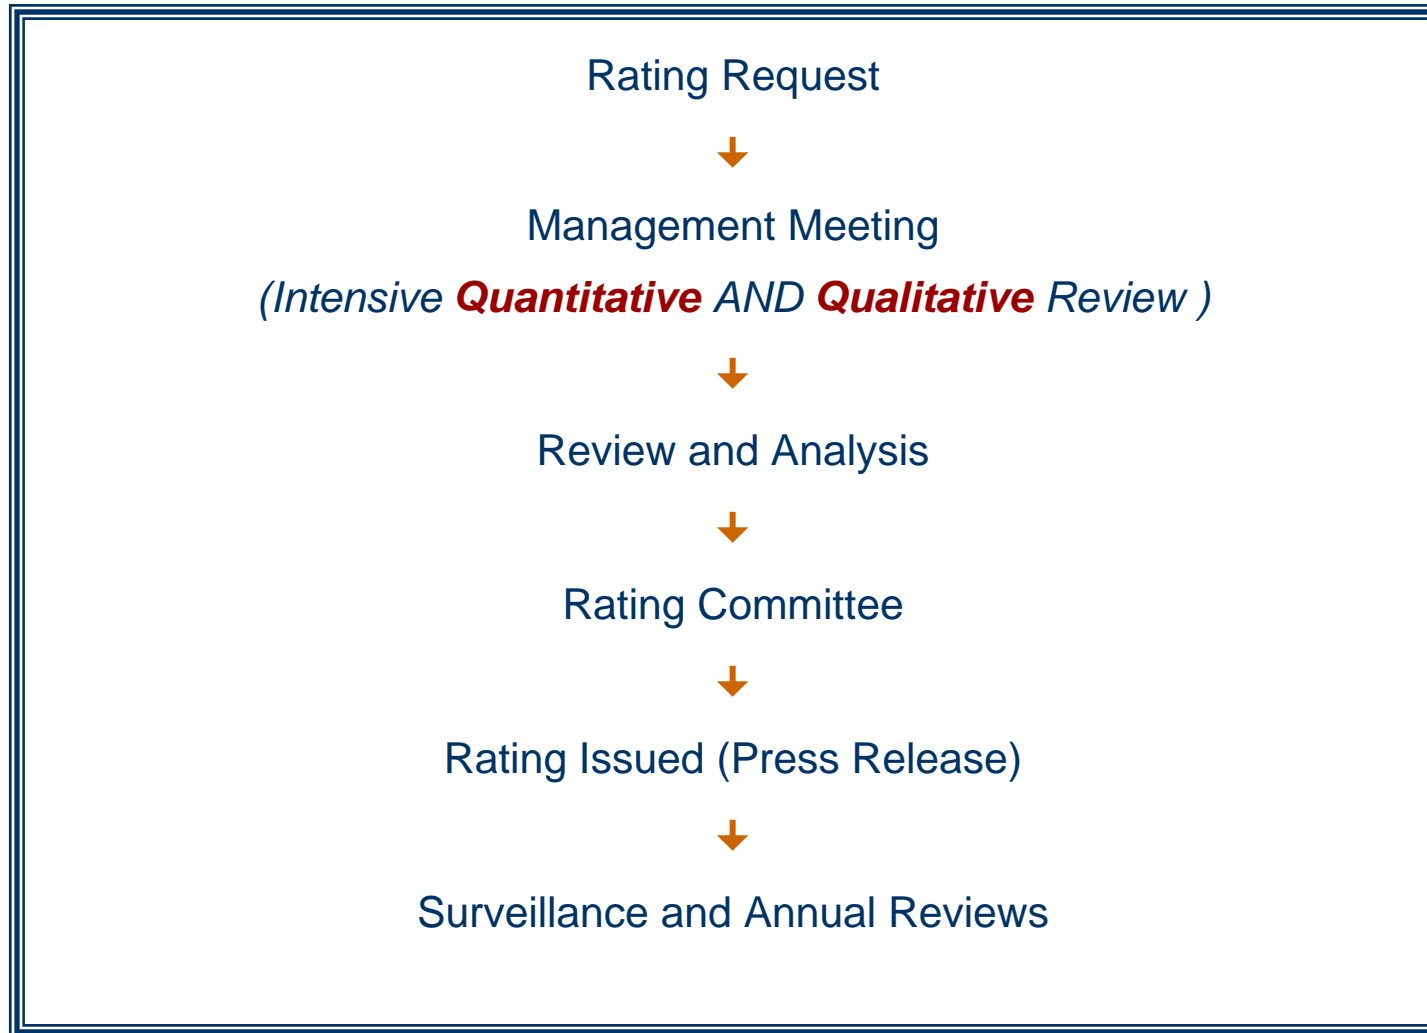 Rating Request
Management Meeting
(Intensive Quantitative AND Qualitative Review )
Review and Analysis
Rating Committee
Rating Issued (Press Release)
Surveillance and Annual Reviews